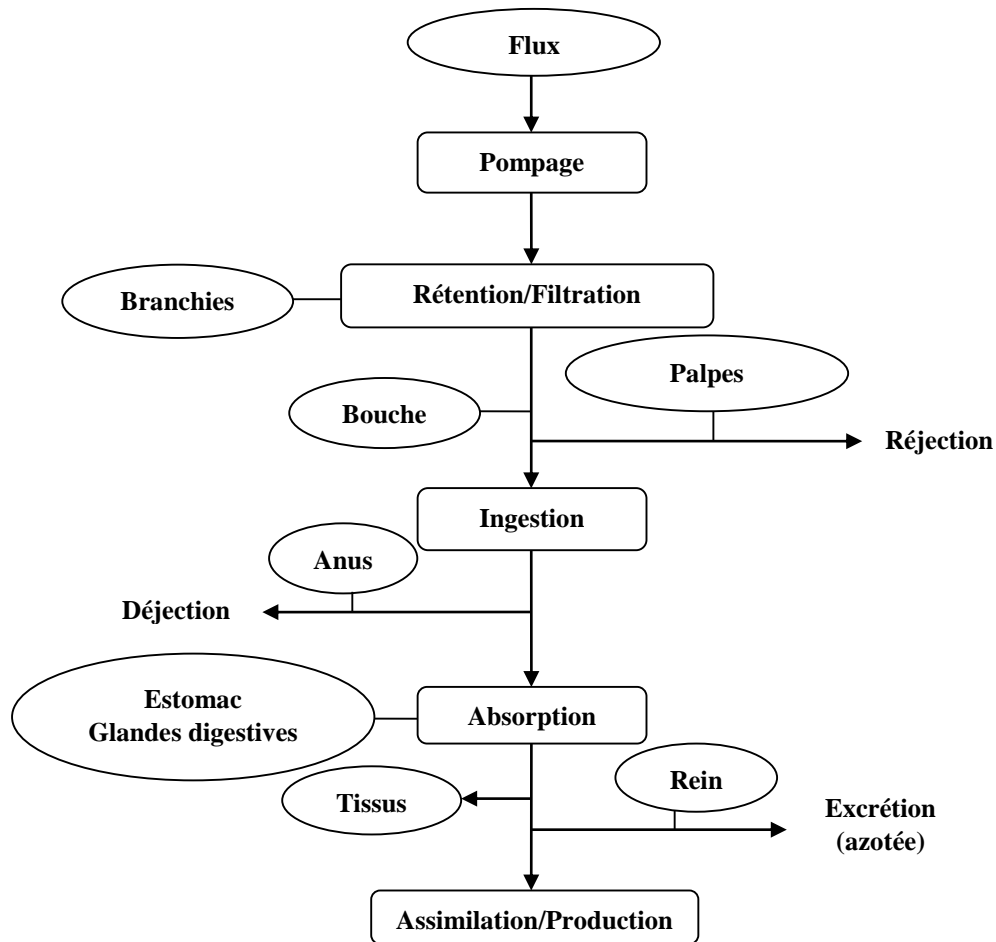 Flux
Pompage
Branchies
Rétention/Filtration
Palpes
Bouche
Réjection
Ingestion
Anus
Déjection
Estomac
Glandes digestives
Absorption
Tissus
Rein
Excrétion
(azotée)
Assimilation/Production